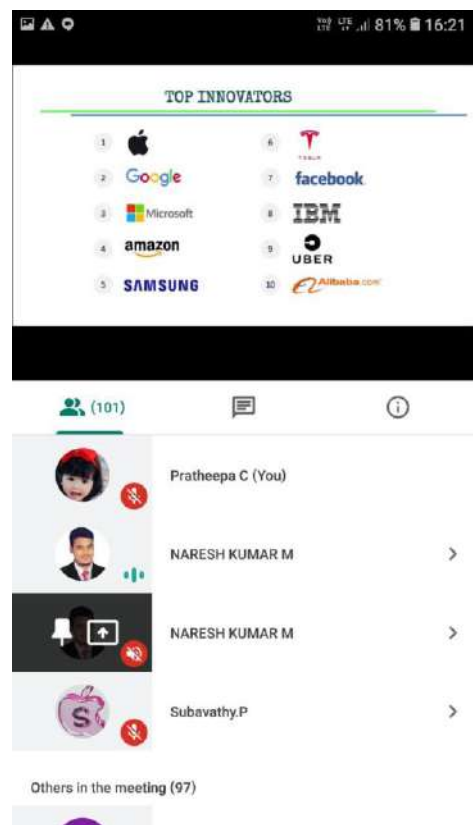 81% 16:21
TOP INNOVATORS
1
2 Google
3 Microsoft
4 amazon
5 SAMSUNG
6 TESLA
7 facebook
8 IBM
9 UBER
10 Alibaba.com
(101)
Pratheepa C (You)
NARESH KUMAR M
NARESH KUMAR M
S
Subavathy.P
Others in the meeting (97)